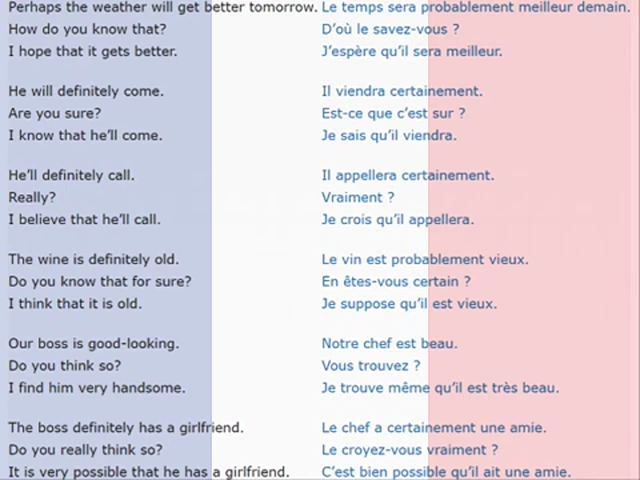 Perhaps the weather will get better tomorrow. Le temps sera probablement meilleur demain.
How do you know that? D'où le savez-vous ?
I hope that it gets better. J'espère qu'il sera meilleur.
He will definitely come. Il viendra certainement.
Are you sure? Est-ce que c'est sur ?
I know that he'll come. Je sais qu'il viendra.
He'll definitely call. Il appellera certainement.
Really? Vraiment ?
I believe that he'll call. Je crois qu'il appellera.
The wine is definitely old. Le vin est probablement vieux.
Do you know that for sure? En êtes-vous certain ?
I think that it is old. Je suppose qu'il est vieux.
Our boss is good-looking. Notre chef est beau.
Do you think so? Vous trouvez ?
I find him very handsome. Je trouve même qu'il est très beau.
The boss definitely has a girlfriend. Le chef a certainement une amie.
Do you really think so? Le croyez-vous vraiment ?
It is very possible that he has a girlfriend. C'est bien possible qu'il ait une amie.